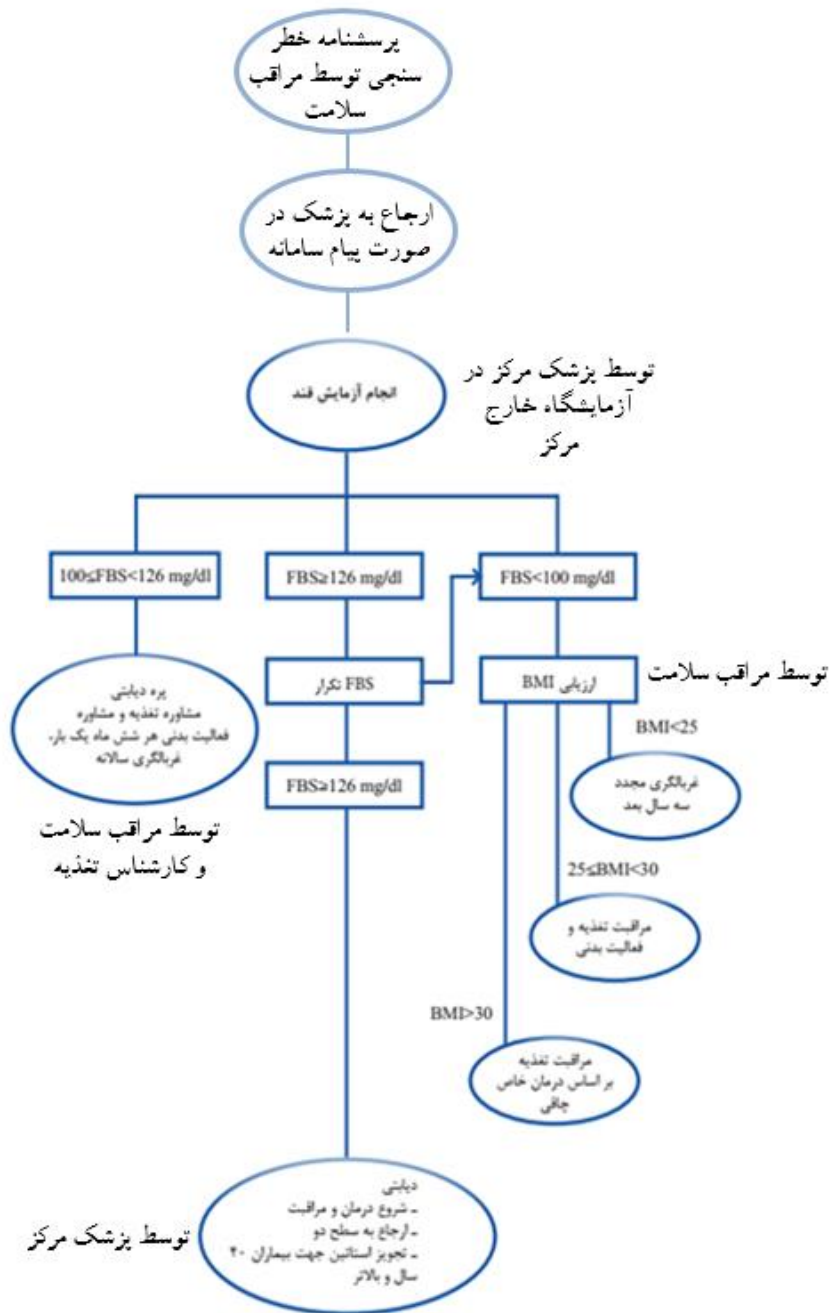 پرسشنامه خطر
سنجی توسط مراقب
سلامت
ارجاع به پزشک در
صورت پیام سامانه
انجام آزمایش قند
توسط پزشک مرکز در
آزمایشگاه خارج
مرکز
100≤FBS<126 mg/dl
FBS≥126 mg/dl
FBS<100 mg/dl
پره دیابتی
مشاوره تغذیه و مشاوره
فعالیت بدنی هر شش ماه یک بار،
غربالگری سالانه
توسط مراقب سلامت
و کارشناس تغذیه
تکرار FBS
FBS≥126 mg/dl
ارزیابی BMI
توسط مراقب سلامت
BMI<25
غربالگری مجدد
سه سال بعد
25≤BMI<30
مراقبت تغذیه و
فعالیت بدنی
BMI>30
مراقبت تغذیه
بر اساس درمان خاص
چاقی
دیابتی
ـ شروع درمان و مراقبت
ـ ارجاع به سطح دو
ـ تجویز استاتین جهت بیماران ۴۰
سال و بالاتر
توسط پزشک مرکز